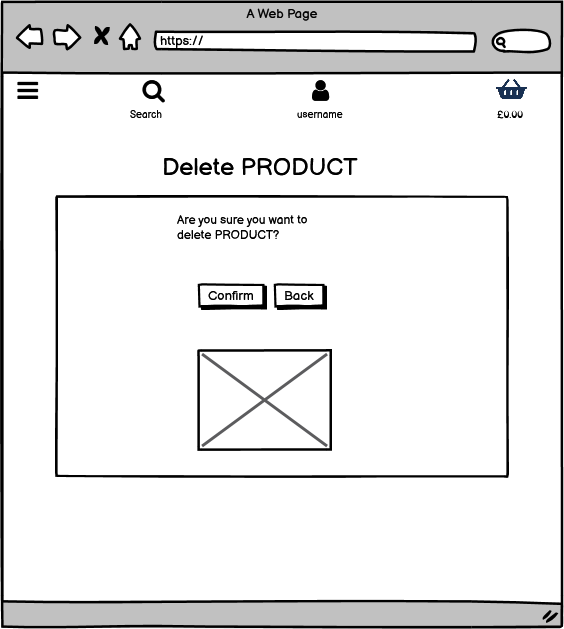 A Web Page
https://
Search
username
£0.00
Delete PRODUCT
Are you sure you want to
delete PRODUCT?
Confirm
Back